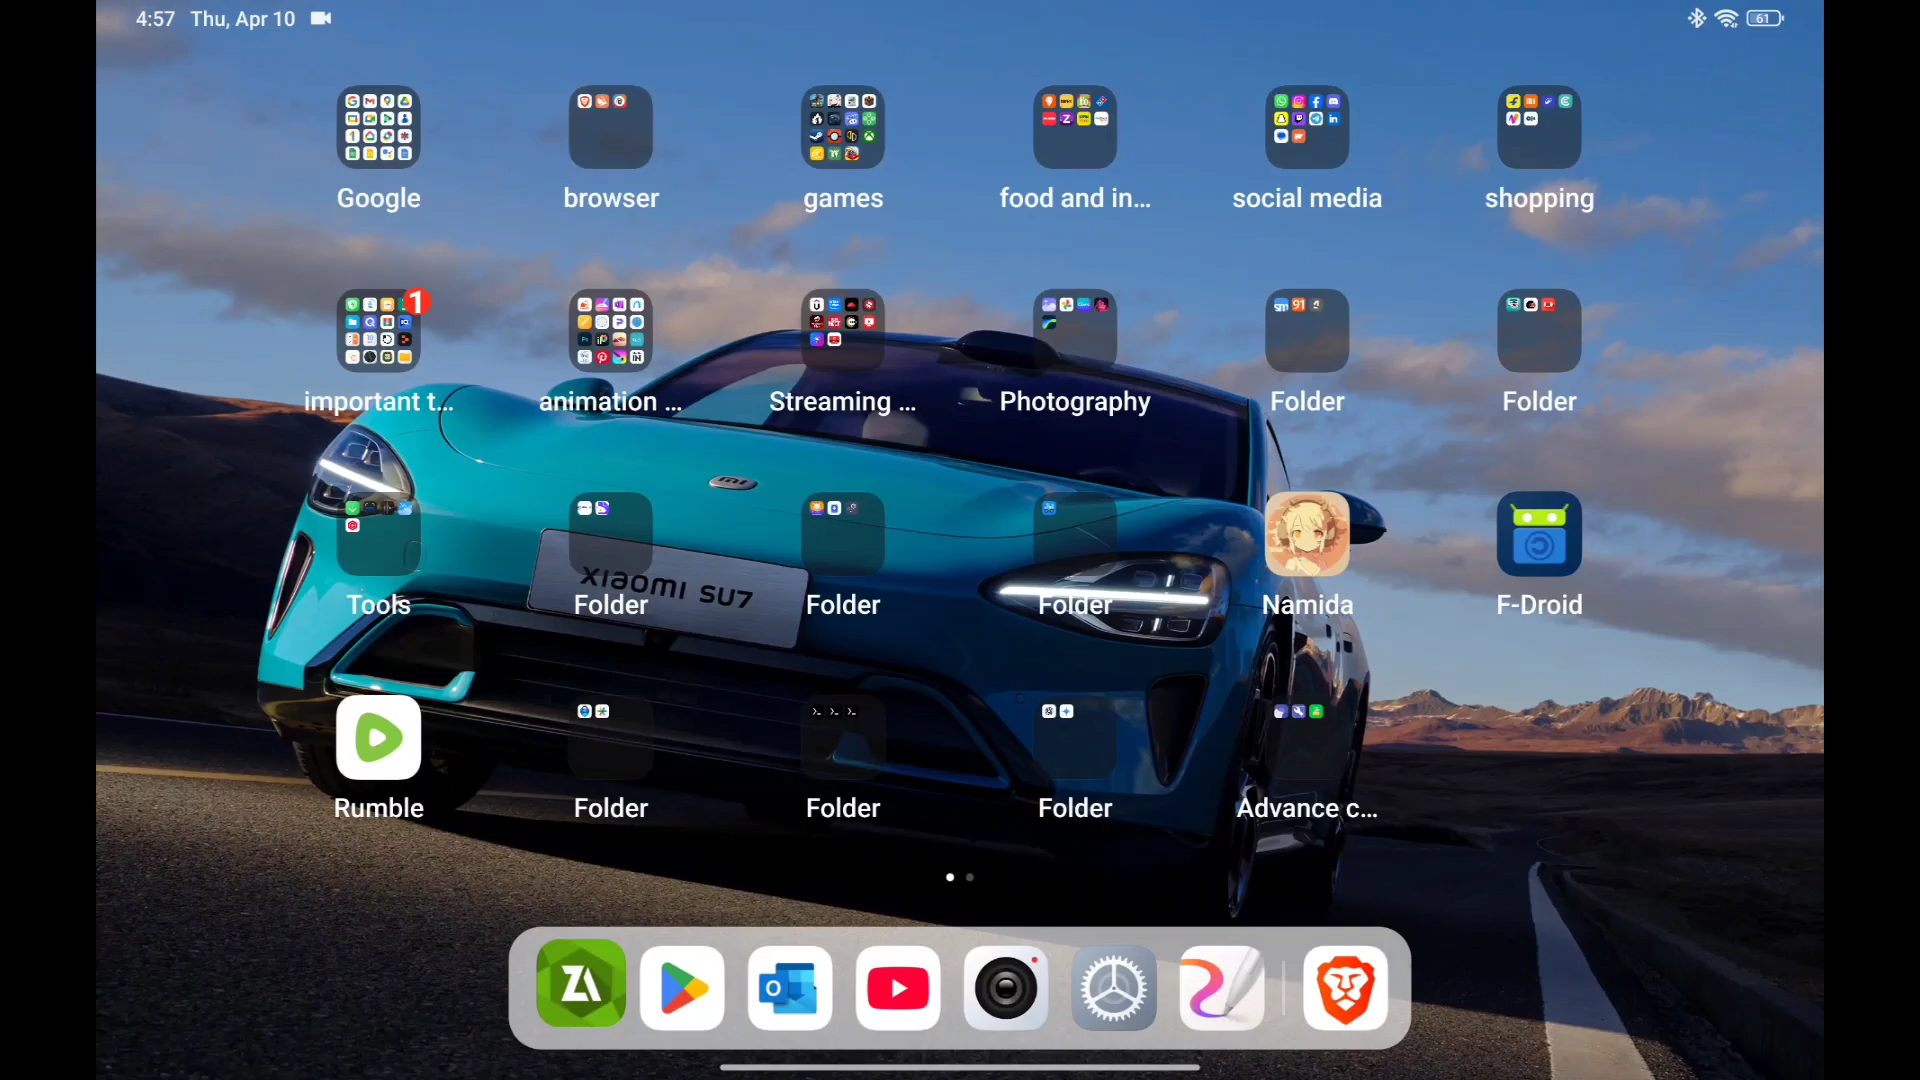 4:57 Thu, Apr 10
61
Google browser games food and in... social media shopping
1
important t... animation ... Streaming ... Photography Folder Folder
XIAOMI SU7
Tools Folder Folder Folder Namida F-Droid
Rumble Folder Folder Folder Advance c...